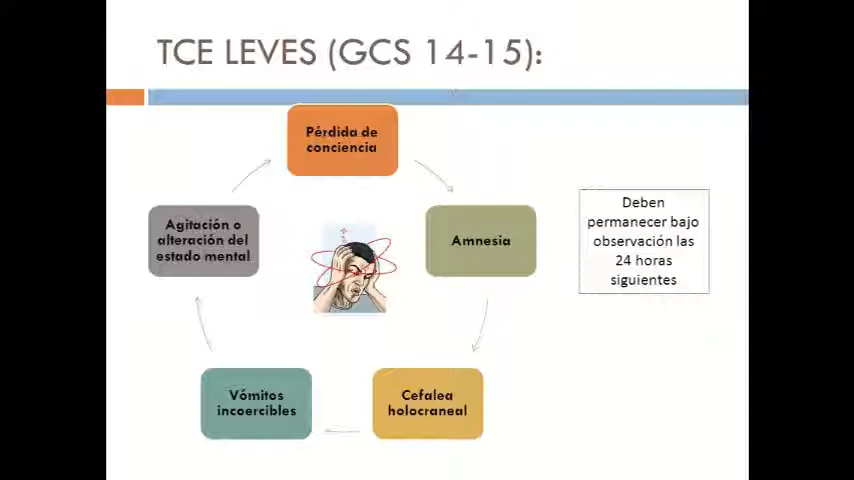 TCE LEVES (GCS 14-15):
Pérdida de
conciencia
Amnesia
Cefalea
holocraneal
Vómitos
incoercibles
Agitación o
alteración del
estado mental
Deben
permanecer bajo
observación las
24 horas
siguientes